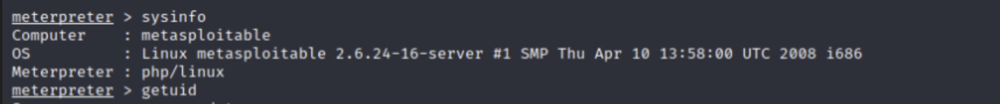 meterpreter > sysinfo
Computer    : metasploitable
OS          : Linux metasploitable 2.6.24-16-server #1 SMP Thu Apr 10 13:58:00 UTC 2008 i686
Meterpreter : php/linux
meterpreter > getuid